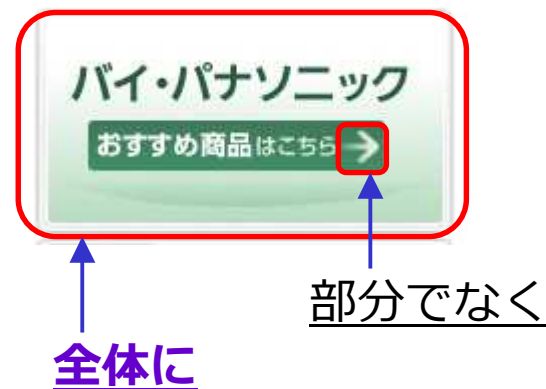 バイ・パナソニック
おすすめ商品はこちら→
部分でなく
全体に